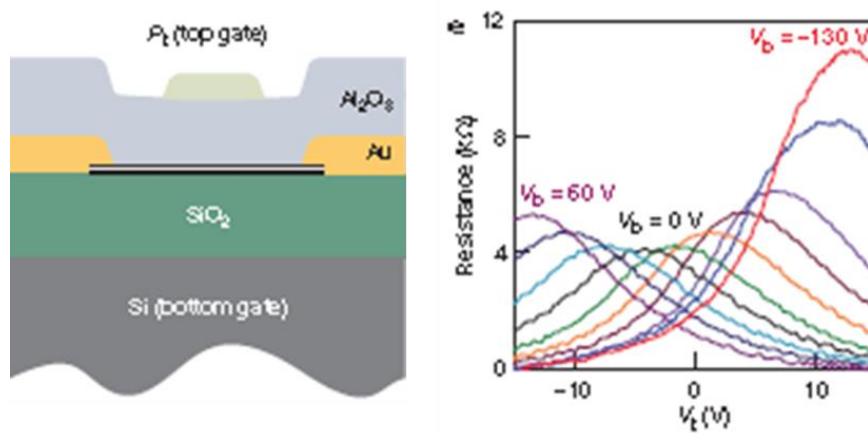 Pt (top gate)
Al₂O₃
Au
SiO₂
Si (bottom gate)
e
12
8
4
0
Resistance (kΩ)
Vb = −130 V
Vb = 60 V
Vb = 0 V
−10
0
10
Vt (V)